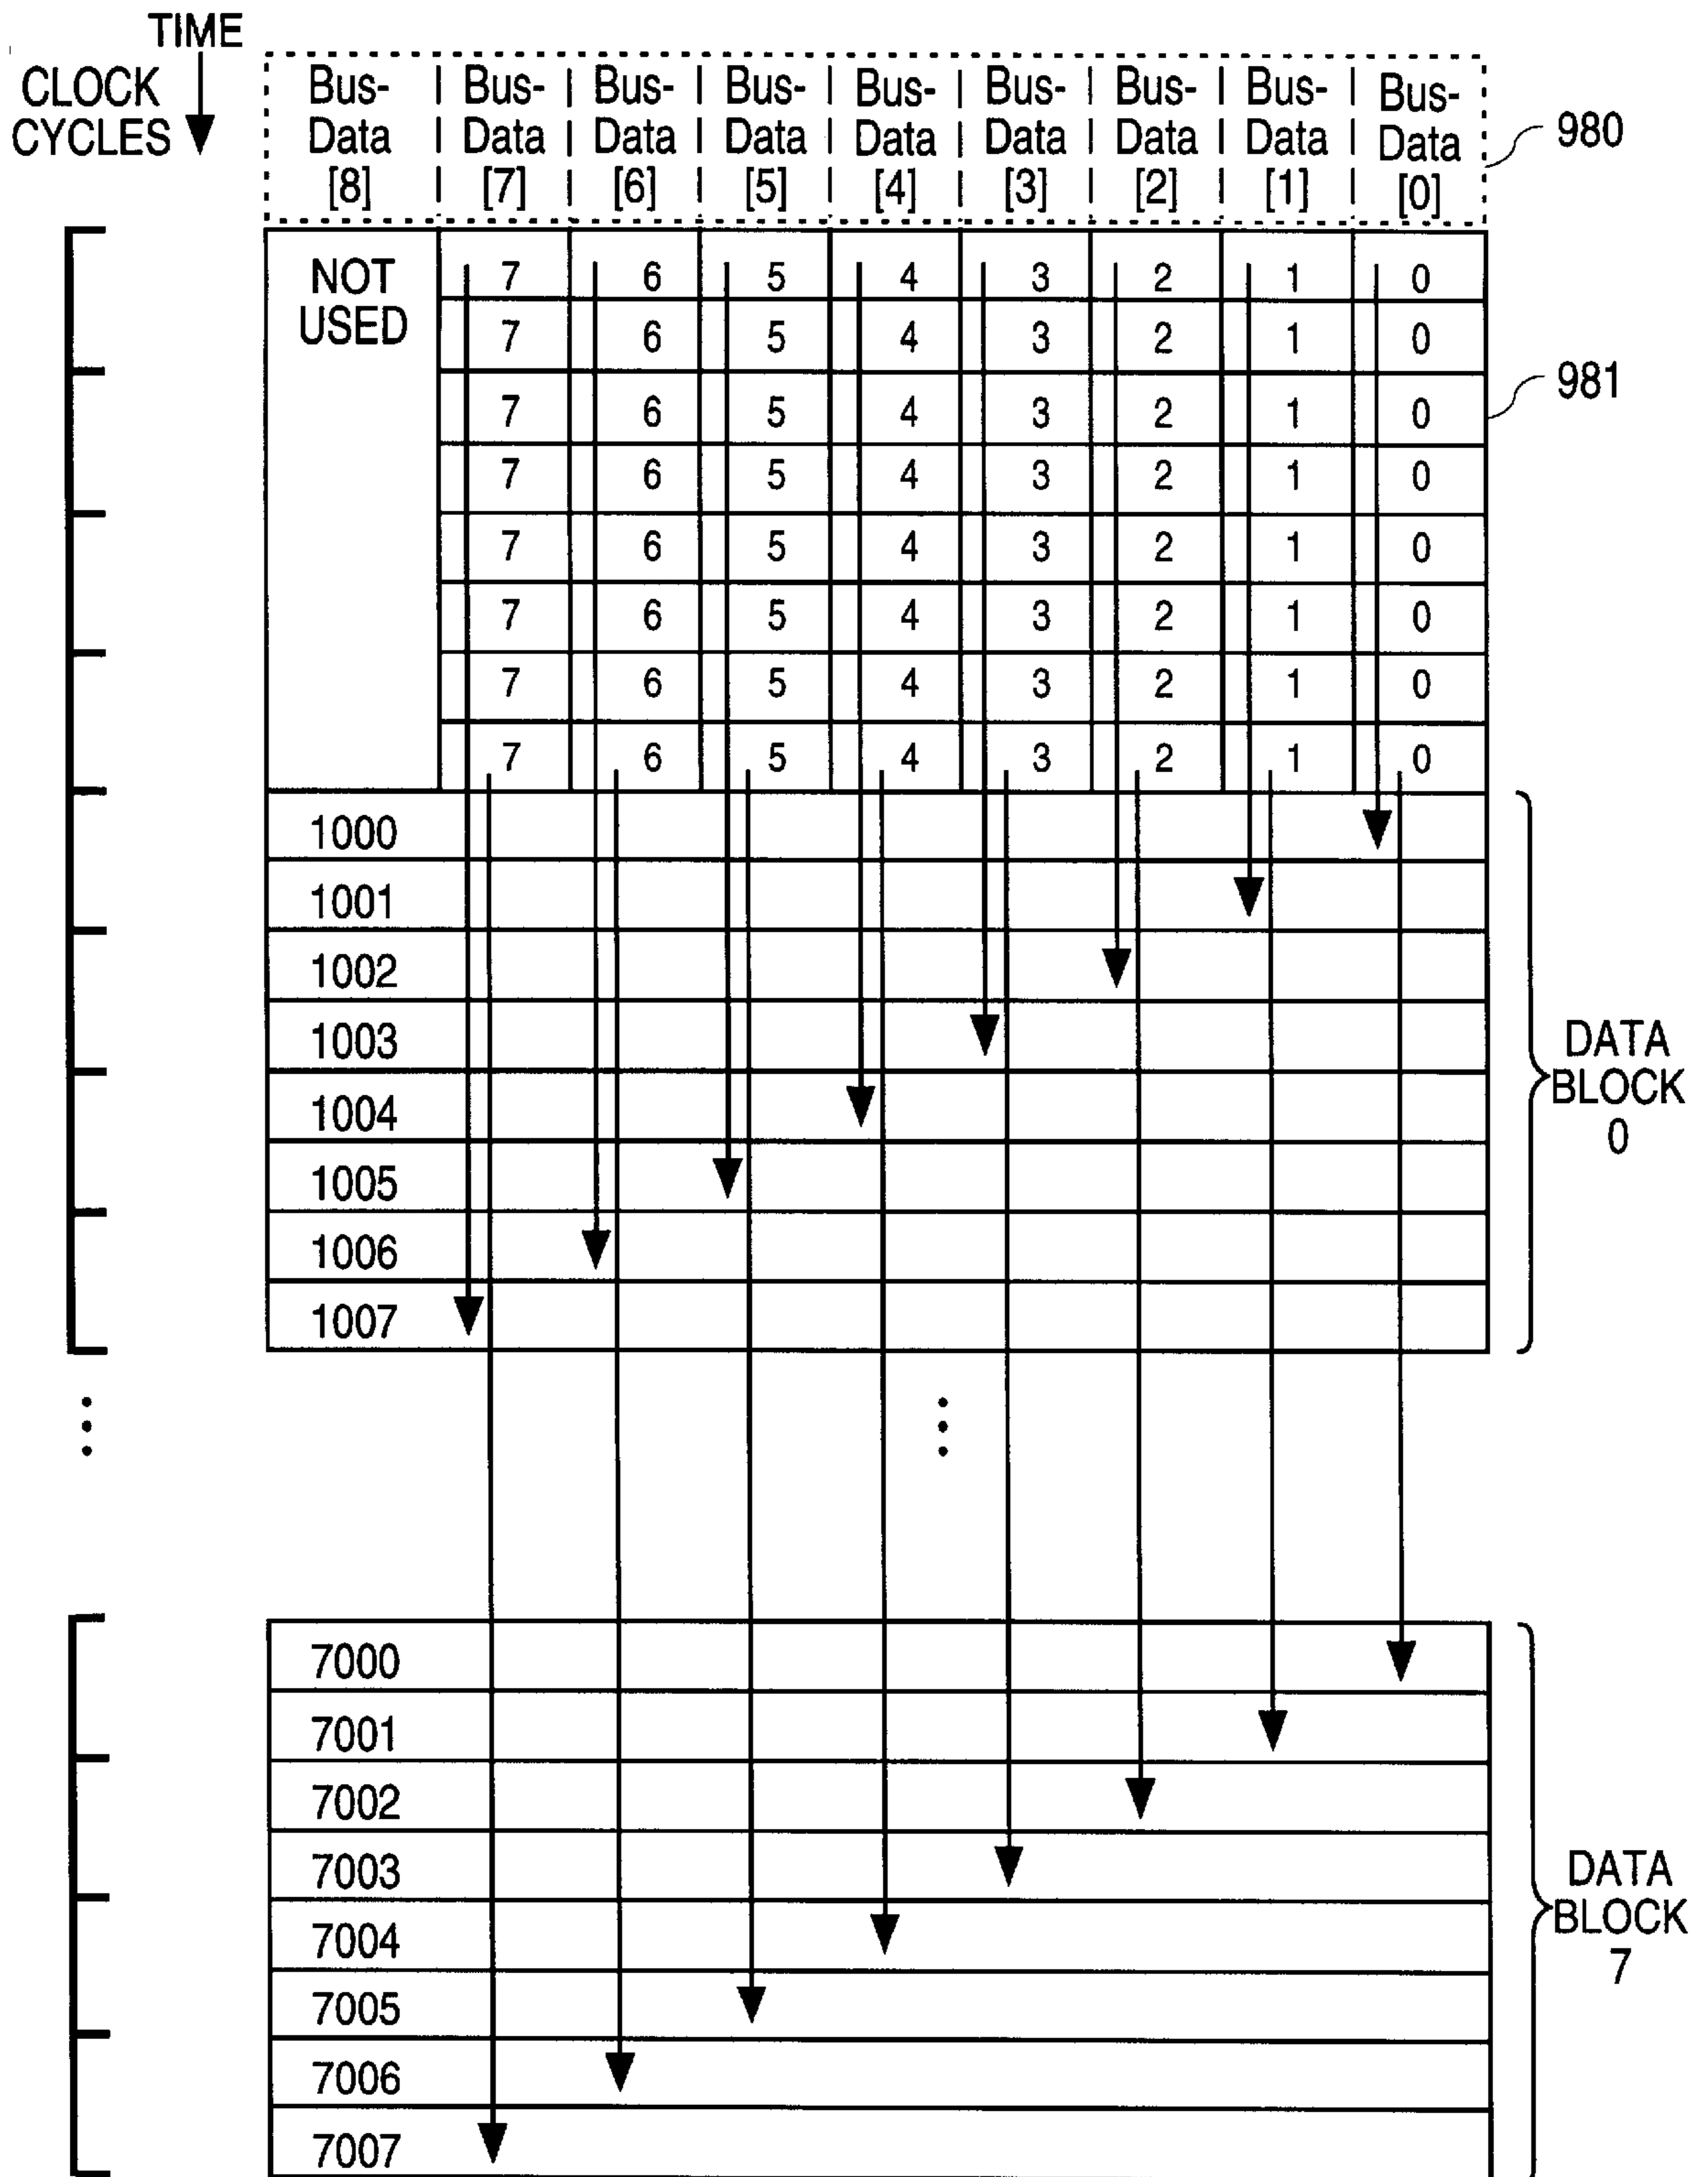 TIME
CLOCK
CYCLES
Bus- Bus- Bus- Bus- Bus- Bus- Bus- Bus- Bus-
Data Data Data Data Data Data Data Data Data
[8] [7] [6] [5] [4] [3] [2] [1] [0]
980
NOT USED
7 6 5 4 3 2 1 0
7 6 5 4 3 2 1 0
981
7 6 5 4 3 2 1 0
7 6 5 4 3 2 1 0
7 6 5 4 3 2 1 0
7 6 5 4 3 2 1 0
7 6 5 4 3 2 1 0
7 6 5 4 3 2 1 0
1000
1001
1002
1003
1004
1005
1006
1007
DATA
BLOCK
0
7000
7001
7002
7003
7004
7005
7006
7007
DATA
BLOCK
7